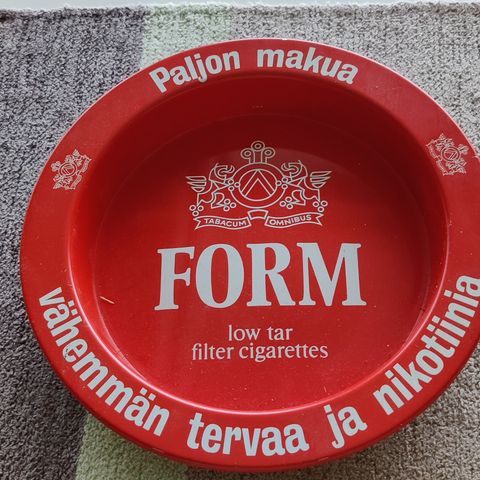 Paljon makua
TABACUM OMNIBUS
FORM
low tar
filter cigarettes
vähemmän tervaa ja nikotiinia